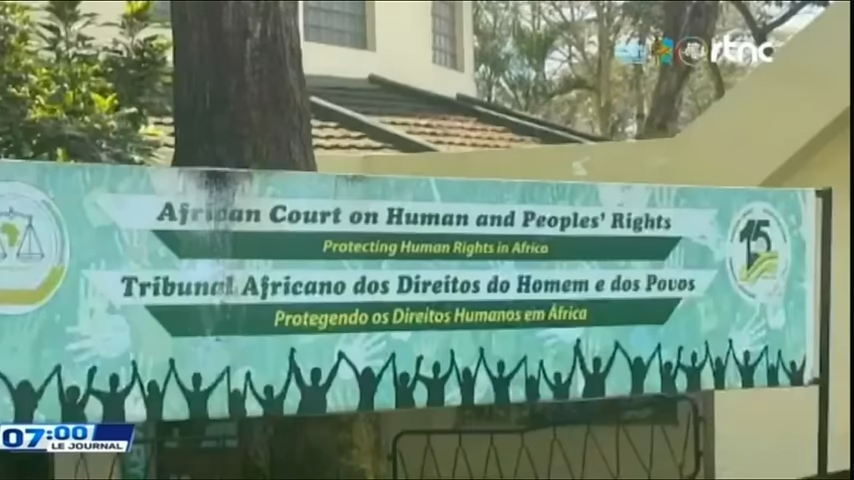 rtnc
African Court on Human and Peoples' Rights
Protecting Human Rights in Africa
15
Tribunal Africano dos Direitos do Homem e dos Povos
Protegendo os Direitos Humanos em África
07:00
LE JOURNAL